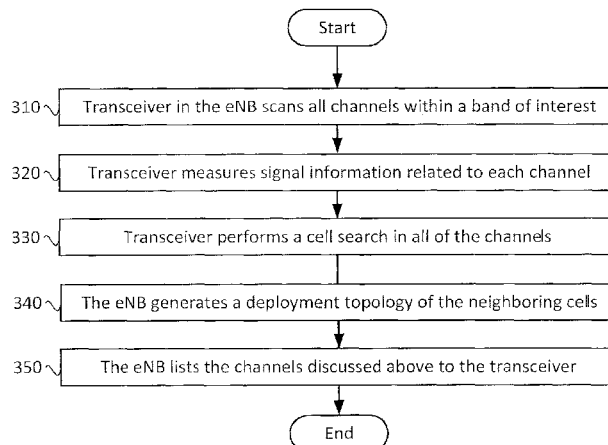 Start
310 Transceiver in the eNB scans all channels within a band of interest
320 Transceiver measures signal information related to each channel
330 Transceiver performs a cell search in all of the channels
340 The eNB generates a deployment topology of the neighboring cells
350 The eNB lists the channels discussed above to the transceiver
End